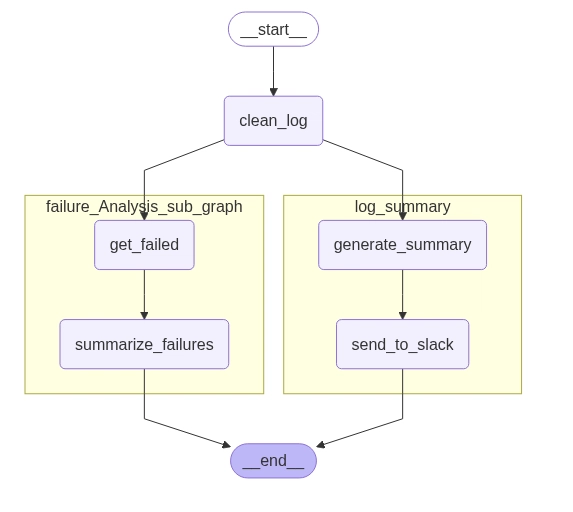 __start__
clean_log
failure_Analysis_sub_graph
get_failed
summarize_failures
log_summary
generate_summary
send_to_slack
__end__